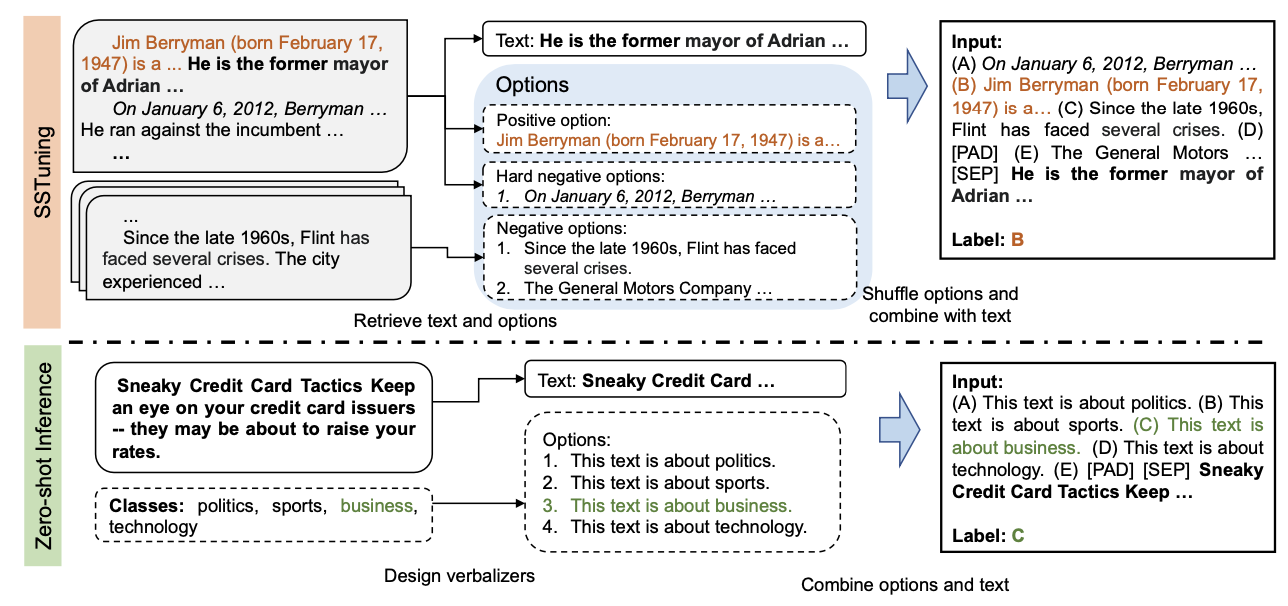 SSTuning
Jim Berryman (born February 17,
1947) is a ... He is the former mayor
of Adrian ...
On January 6, 2012, Berryman ...
He ran against the incumbent ...
...
...
Since the late 1960s, Flint has
faced several crises. The city
experienced ...
Text: He is the former mayor of Adrian ...
Options
Positive option:
Jim Berryman (born February 17, 1947) is a...
Hard negative options:
1. On January 6, 2012, Berryman ...
Negative options:
1. Since the late 1960s, Flint has faced
several crises.
2. The General Motors Company ...
Retrieve text and options
Shuffle options and
combine with text
Input:
(A) On January 6, 2012, Berryman ...
(B) Jim Berryman (born February 17,
1947) is a... (C) Since the late 1960s,
Flint has faced several crises. (D)
[PAD] (E) The General Motors ...
[SEP] He is the former mayor of
Adrian ...
Label: B
Zero-shot Inference
Sneaky Credit Card Tactics Keep
an eye on your credit card issuers
-- they may be about to raise your
rates.
Classes: politics, sports, business,
technology
Text: Sneaky Credit Card ...
Options:
1. This text is about politics.
2. This text is about sports.
3. This text is about business.
4. This text is about technology.
Design verbalizers
Combine options and text
Input:
(A) This text is about politics. (B) This
text is about sports. (C) This text is
about business. (D) This text is about
technology. (E) [PAD] [SEP] Sneaky
Credit Card Tactics Keep ...
Label: C